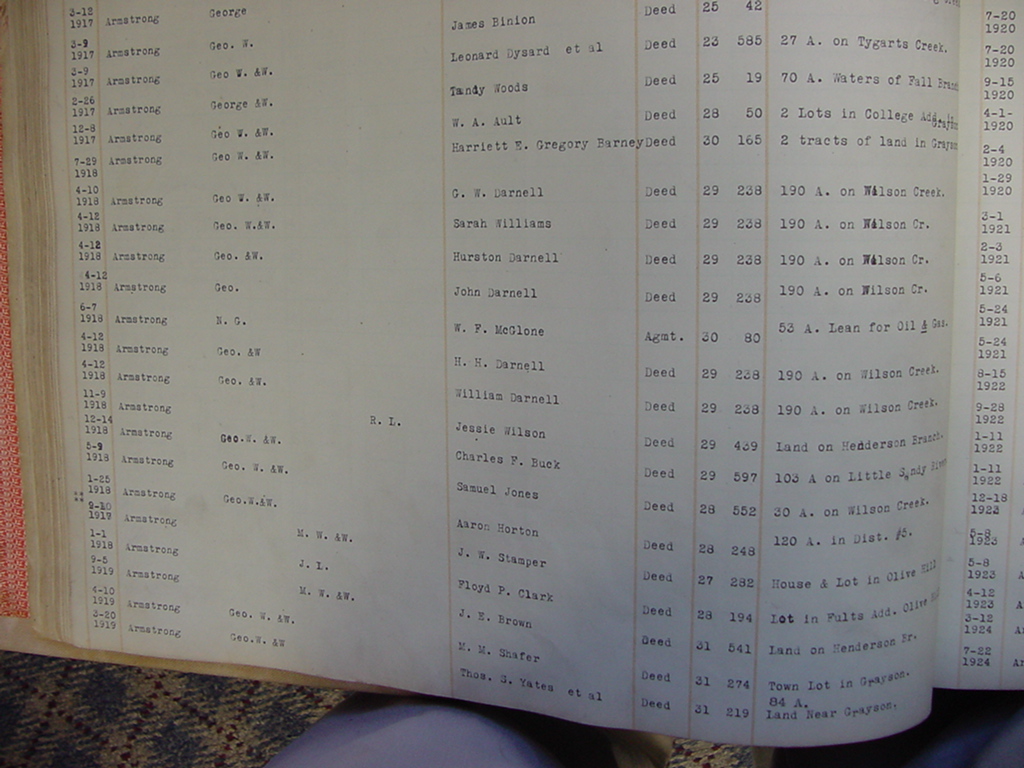 3-12
1917 Armstrong George James Binion Deed 25 42
3-9
1917 Armstrong Geo. W. Leonard Dysard et al Deed 23 585 27 A. on Tygarts Creek.
3-9
1917 Armstrong Geo W. &W. Tandy Woods Deed 25 19 70 A. Waters of Fall Branch
2-26
1917 Armstrong George &W. W. A. Ault Deed 28 50 2 Lots in College Add. Grayson
12-8
1917 Armstrong Geo W. &W. Harriett E. Gregory Barney Deed 30 165 2 tracts of land in Grayson
7-29
1918 Armstrong Geo W. &W.
4-10
1918 Armstrong Geo W. &W. G. W. Darnell Deed 29 238 190 A. on Wilson Creek.
4-12
1918 Armstrong Geo. W.&W. Sarah Williams Deed 29 238 190 A. on Wilson Cr.
4-12
1918 Armstrong Geo. &W. Hurston Darnell Deed 29 238 190 A. on Wilson Cr.
4-12
1918 Armstrong Geo. John Darnell Deed 29 238 190 A. on Wilson Cr.
6-7
1918 Armstrong N. G. W. F. McGlone Agmt. 30 80 53 A. Lean for Oil & Gas.
4-12
1918 Armstrong Geo. &W H. H. Darnell Deed 29 238 190 A. on Wilson Creek.
4-12
1918 Armstrong Geo. &W. William Darnell Deed 29 238 190 A. on Wilson Creek.
11-9
1918 Armstrong R. L. Jessie Wilson Deed 29 439 Land on Henderson Branch.
12-14
1918 Armstrong Geo.W. &W. Charles F. Buck Deed 29 597 103 A on Little Sandy River
5-9
1918 Armstrong Geo. W. &W. Samuel Jones Deed 28 552 30 A. on Wilson Creek.
1-25
1918 Armstrong Geo.W.&W. Aaron Horton Deed 28 248 120 A. in Dist. #5.
2-10
1919 Armstrong M. W. &W. J. W. Stamper Deed 27 282 House & Lot in Olive Hill
1-1
1918 Armstrong J. L. Floyd P. Clark Deed 28 194 Lot in Fults Add. Olive
9-5
1919 Armstrong M. W. &W. J. E. Brown Deed 31 541 Land on Henderson Br.
4-10
1919 Armstrong Geo. W. &W. M. M. Shafer Deed 31 274 Town Lot in Grayson.
3-20
1919 Armstrong Geo.W. &W Thos. S. Yates et al Deed 31 219 84 A.
Land Near Grayson.
7-20
1920
7-20
1920
9-15
1920
4-1-
1920
2-4
1920
1-29
1920
3-1
1921
2-3
1921
5-6
1921
5-24
1921
5-24
1921
8-15
1922
9-28
1922
1-11
1922
1-11
1922
12-18
1923
5-8
1923
5-8
1923
4-12
1923
3-12
1924
7-22
1924